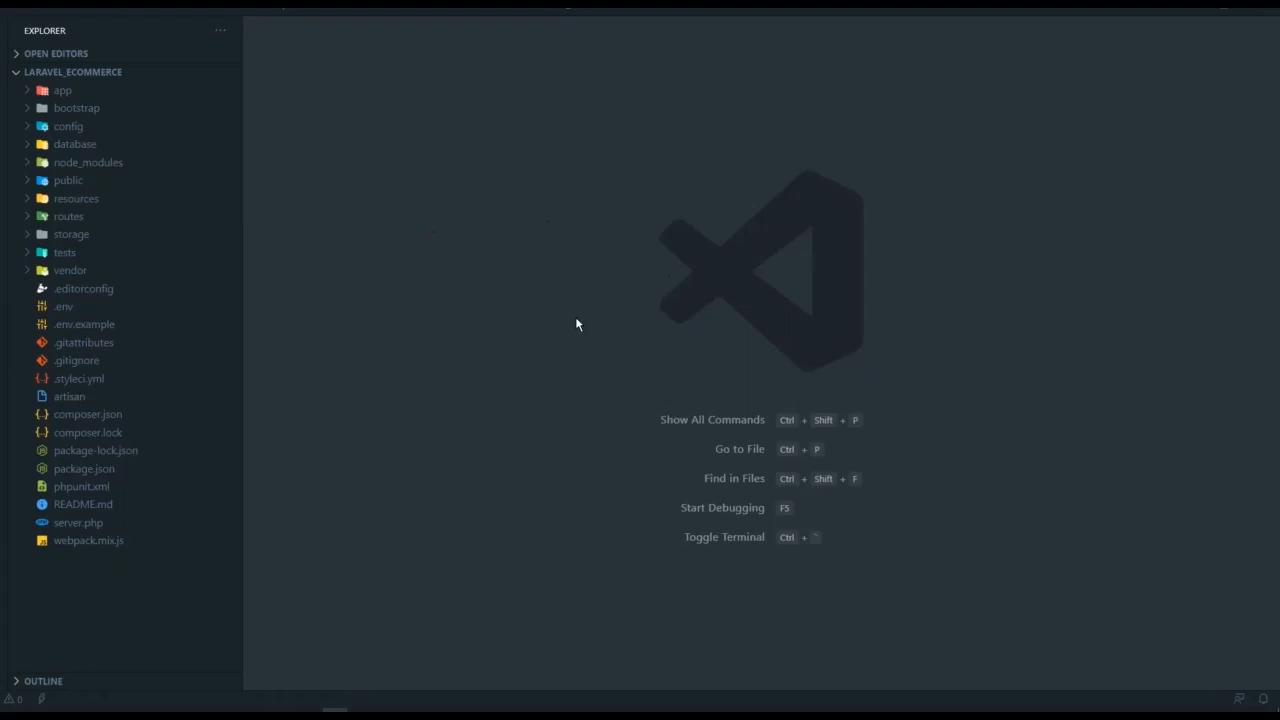 EXPLORER
OPEN EDITORS
LARAVEL_ECOMMERCE
app
bootstrap
config
database
node_modules
public
resources
routes
storage
tests
vendor
.editorconfig
.env
.env.example
.gitattributes
.gitignore
.styleci.yml
artisan
composer.json
composer.lock
package-lock.json
package.json
phpunit.xml
README.md
server.php
webpack.mix.js
OUTLINE
0
Show All Commands Ctrl + Shift + P
Go to File Ctrl + P
Find in Files Ctrl + Shift + F
Start Debugging F5
Toggle Terminal Ctrl + `